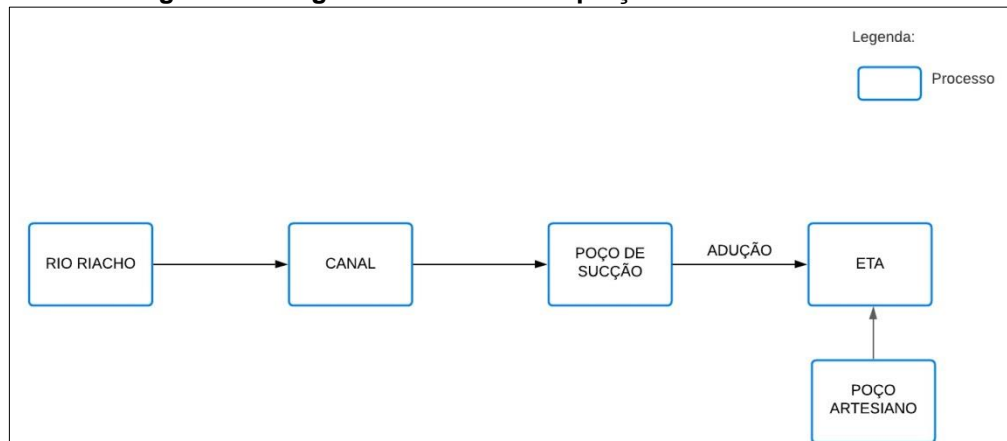 Legenda:
Processo
RIO RIACHO
CANAL
POÇO DE
SUCÇÃO
ADUÇÃO
ETA
POÇO
ARTESIANO